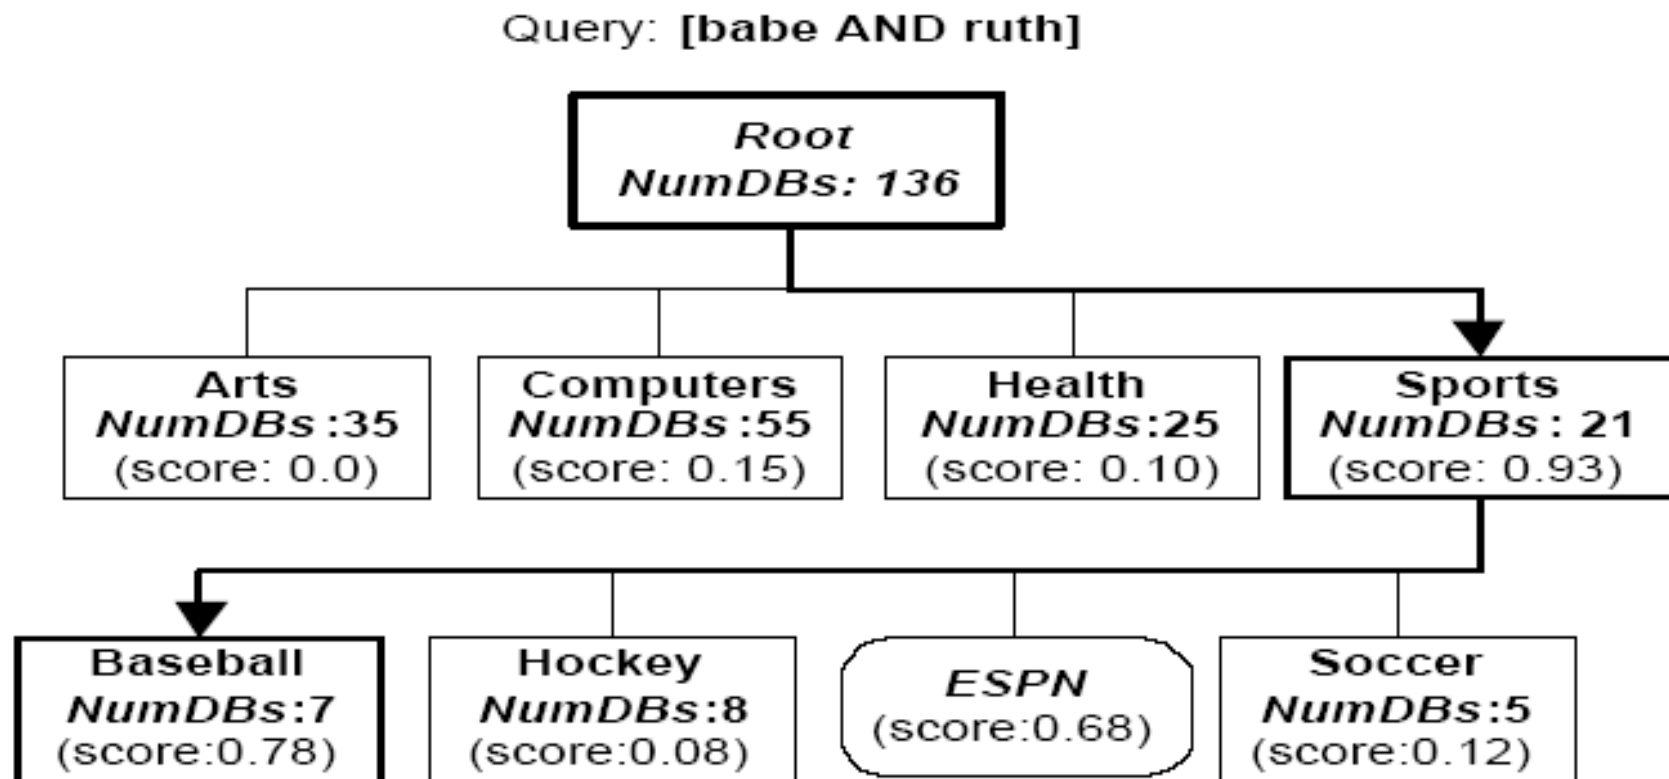 Query: [babe AND ruth]
Root
NumDBs: 136
Arts
NumDBs:35
(score: 0.0)
Computers
NumDBs:55
(score: 0.15)
Health
NumDBs:25
(score: 0.10)
Sports
NumDBs: 21
(score: 0.93)
Baseball
NumDBs:7
(score:0.78)
Hockey
NumDBs:8
(score:0.08)
ESPN
(score:0.68)
Soccer
NumDBs:5
(score:0.12)